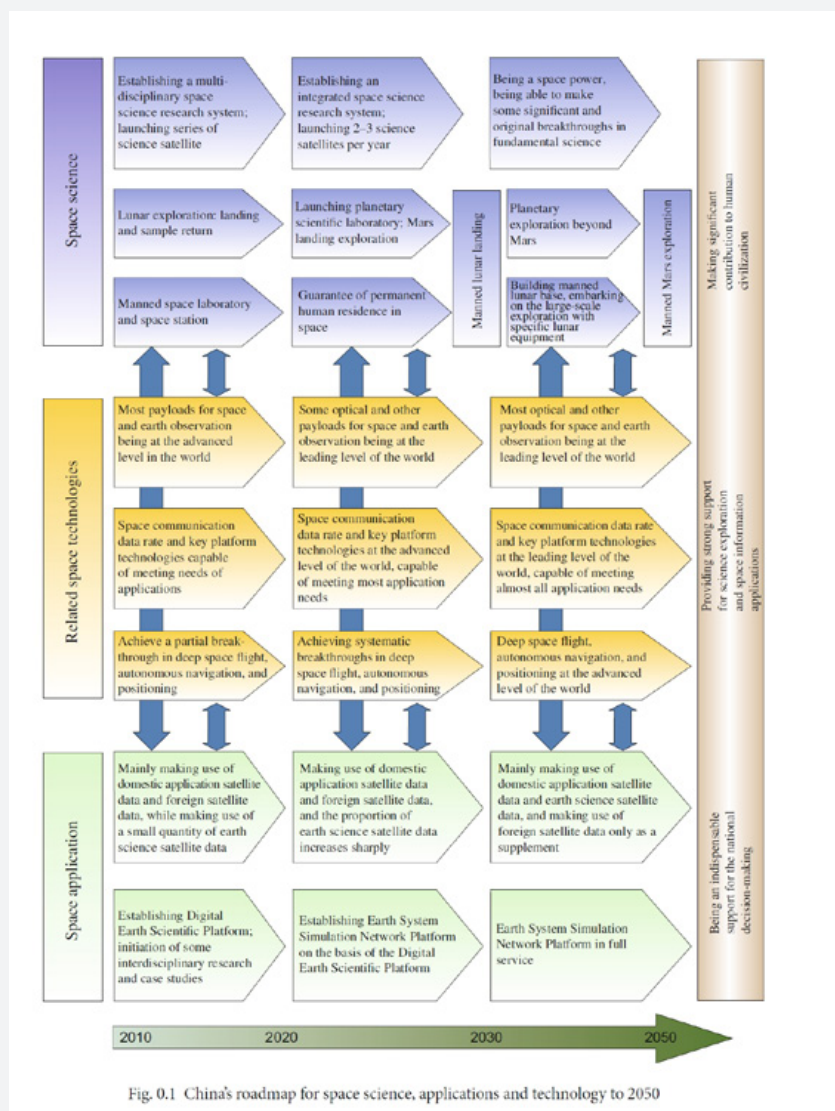 Space science
Establishing a multi-
disciplinary space
science research system;
launching series of
science satellite
Establishing an
integrated space science
research system;
launching 2–3 science
satellites per year
Being a space power,
being able to make
some significant and
original breakthroughs in
fundamental science
Lunar exploration: landing
and sample return
Launching planetary
scientific laboratory; Mars
landing exploration
Manned lunar landing
Planetary
exploration beyond
Mars
Manned Mars exploration
Manned space laboratory
and space station
Guarantee of permanent
human residence in
space
Building manned
lunar base, embarking
on the large-scale
exploration with
specific lunar
equipment
Making significant
contribution to human
civilization
Related space technologies
Most payloads for space
and earth observation
being at the advanced
level in the world
Some optical and other
payloads for space and earth
observation being at the
leading level of the world
Most optical and other
payloads for space and earth
observation being at the
leading level of the world
Space communication
data rate and key platform
technologies capable
of meeting needs of
applications
Space communication
data rate and key platform
technologies at the advanced
level of the world, capable
of meeting most application
needs
Space communication data rate
and key platform technologies
at the leading level of the
world, capable of meeting
almost all application needs
Achieve a partial break-
through in deep space flight,
autonomous navigation, and
positioning
Achieving systematic
breakthroughs in deep
space flight, autonomous
navigation, and positioning
Deep space flight,
autonomous navigation, and
positioning at the advanced
level of the world
Providing strong support
for science exploration
and space information
applications
Space application
Mainly making use of
domestic application satellite
data and foreign satellite
data, while making use of
a small quantity of earth
science satellite data
Making use of domestic
application satellite data
and foreign satellite data,
and the proportion of
earth science satellite data
increases sharply
Mainly making use of
domestic application satellite
data and earth science satellite
data, and making use of
foreign satellite data only as a
supplement
Establishing Digital
Earth Scientific Platform;
initiation of some
interdisciplinary research
and case studies
Establishing Earth System
Simulation Network Platform
on the basis of the Digital
Earth Scientific Platform
Earth System Simulation
Network Platform in full
service
Being an indispensable
support for the national
decision-making
2010
2020
2030
2050
Fig. 0.1 China's roadmap for space science, applications and technology to 2050